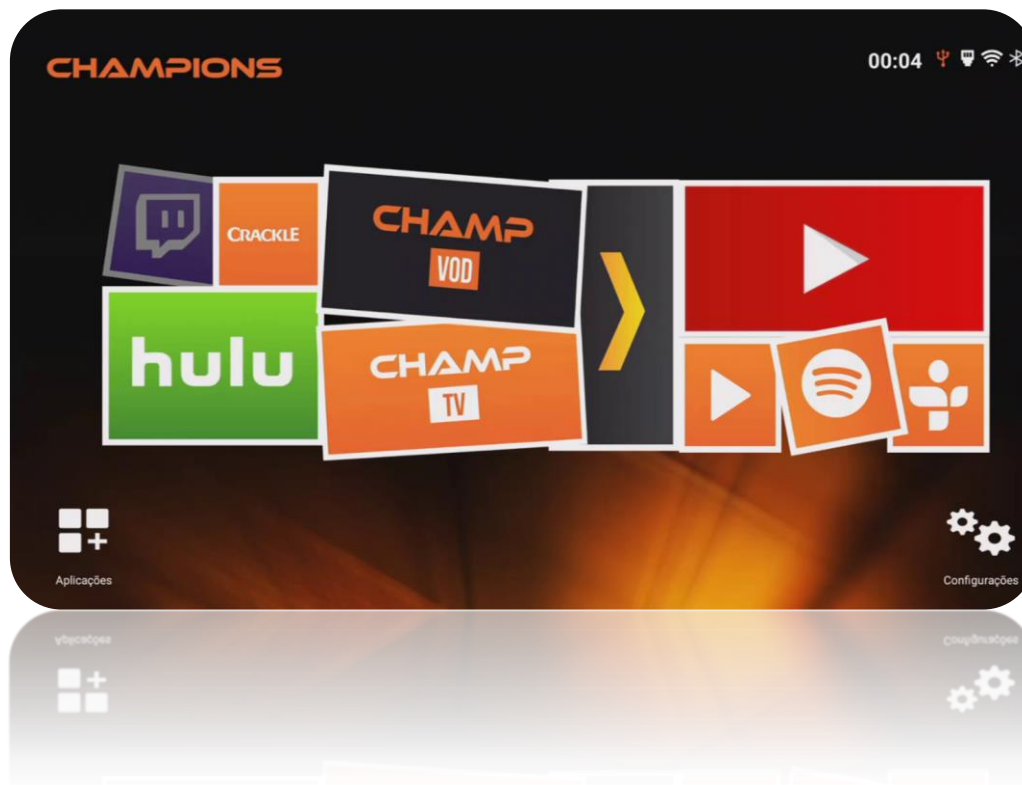 CHAMPIONS
00:04
CRACKLE
CHAMP
VOD
hulu
CHAMP
TV
Aplicações
Configurações